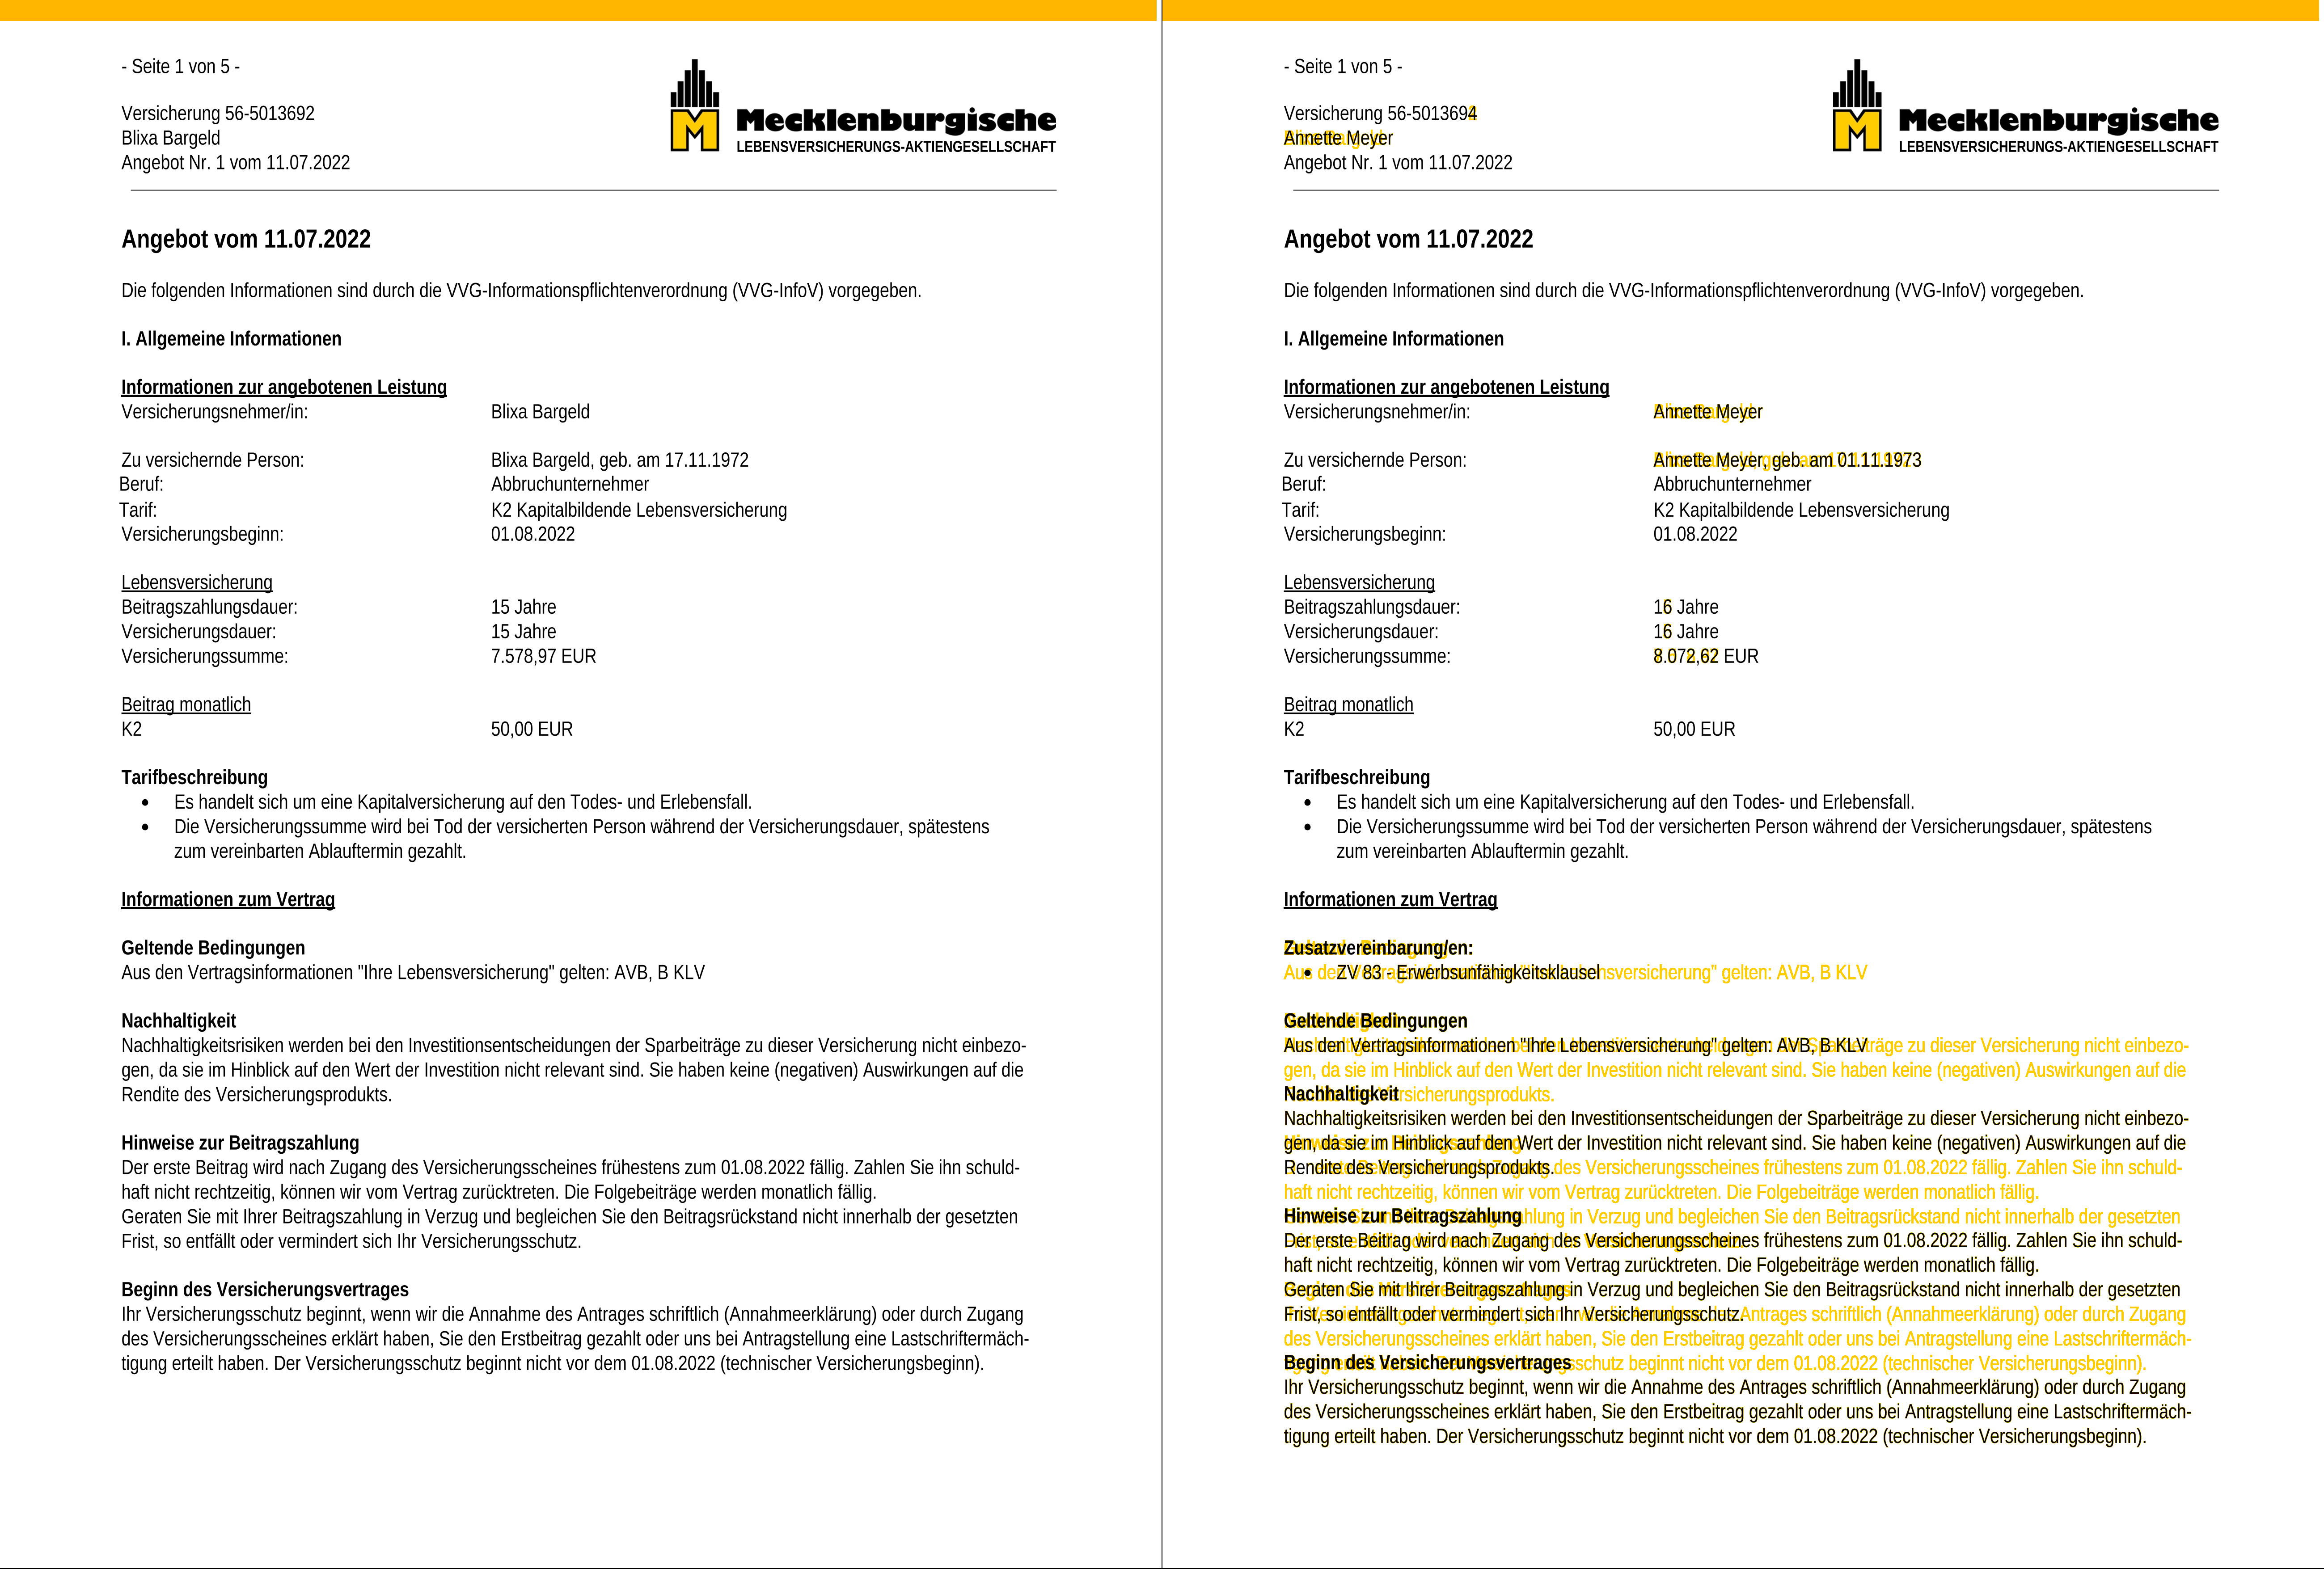 - Seite 1 von 5 -
Versicherung 56-5013692
Blixa Bargeld
Angebot Nr. 1 vom 11.07.2022
Mecklenburgische
LEBENSVERSICHERUNGS-AKTIENGESELLSCHAFT
Angebot vom 11.07.2022
Die folgenden Informationen sind durch die VVG-Informationspflichtenverordnung (VVG-InfoV) vorgegeben.
I. Allgemeine Informationen
Informationen zur angebotenen Leistung
Versicherungsnehmer/in: Blixa Bargeld
Zu versichernde Person: Blixa Bargeld, geb. am 17.11.1972
Beruf: Abbruchunternehmer
Tarif: K2 Kapitalbildende Lebensversicherung
Versicherungsbeginn: 01.08.2022
Lebensversicherung
Beitragszahlungsdauer: 15 Jahre
Versicherungsdauer: 15 Jahre
Versicherungssumme: 7.578,97 EUR
Beitrag monatlich
K2 50,00 EUR
Tarifbeschreibung
• Es handelt sich um eine Kapitalversicherung auf den Todes- und Erlebensfall.
• Die Versicherungssumme wird bei Tod der versicherten Person während der Versicherungsdauer, spätestens
zum vereinbarten Ablauftermin gezahlt.
Informationen zum Vertrag
Geltende Bedingungen
Aus den Vertragsinformationen "Ihre Lebensversicherung" gelten: AVB, B KLV
Nachhaltigkeit
Nachhaltigkeitsrisiken werden bei den Investitionsentscheidungen der Sparbeiträge zu dieser Versicherung nicht einbezo-
gen, da sie im Hinblick auf den Wert der Investition nicht relevant sind. Sie haben keine (negativen) Auswirkungen auf die
Rendite des Versicherungsprodukts.
Hinweise zur Beitragszahlung
Der erste Beitrag wird nach Zugang des Versicherungsscheines frühestens zum 01.08.2022 fällig. Zahlen Sie ihn schuld-
haft nicht rechtzeitig, können wir vom Vertrag zurücktreten. Die Folgebeiträge werden monatlich fällig.
Geraten Sie mit Ihrer Beitragszahlung in Verzug und begleichen Sie den Beitragsrückstand nicht innerhalb der gesetzten
Frist, so entfällt oder vermindert sich Ihr Versicherungsschutz.
Beginn des Versicherungsvertrages
Ihr Versicherungsschutz beginnt, wenn wir die Annahme des Antrages schriftlich (Annahmeerklärung) oder durch Zugang
des Versicherungsscheines erklärt haben, Sie den Erstbeitrag gezahlt oder uns bei Antragstellung eine Lastschriftermäch-
tigung erteilt haben. Der Versicherungsschutz beginnt nicht vor dem 01.08.2022 (technischer Versicherungsbeginn).
- Seite 1 von 5 -
Versicherung 56-5013694
Annette Meyer
Angebot Nr. 1 vom 11.07.2022
Mecklenburgische
LEBENSVERSICHERUNGS-AKTIENGESELLSCHAFT
Angebot vom 11.07.2022
Die folgenden Informationen sind durch die VVG-Informationspflichtenverordnung (VVG-InfoV) vorgegeben.
I. Allgemeine Informationen
Informationen zur angebotenen Leistung
Versicherungsnehmer/in: Annette Meyer
Zu versichernde Person: Annette Meyer, geb. am 01.11.1973
Beruf: Abbruchunternehmer
Tarif: K2 Kapitalbildende Lebensversicherung
Versicherungsbeginn: 01.08.2022
Lebensversicherung
Beitragszahlungsdauer: 16 Jahre
Versicherungsdauer: 16 Jahre
Versicherungssumme: 8.072,62 EUR
Beitrag monatlich
K2 50,00 EUR
Tarifbeschreibung
• Es handelt sich um eine Kapitalversicherung auf den Todes- und Erlebensfall.
• Die Versicherungssumme wird bei Tod der versicherten Person während der Versicherungsdauer, spätestens
zum vereinbarten Ablauftermin gezahlt.
Informationen zum Vertrag
Zusatzvereinbarung/en:
• ZV 83 - Erwerbsunfähigkeitsklausel
Geltende Bedingungen
Aus den Vertragsinformationen "Ihre Lebensversicherung" gelten: AVB, B KLV
Nachhaltigkeit
Nachhaltigkeitsrisiken werden bei den Investitionsentscheidungen der Sparbeiträge zu dieser Versicherung nicht einbezo-
gen, da sie im Hinblick auf den Wert der Investition nicht relevant sind. Sie haben keine (negativen) Auswirkungen auf die
Rendite des Versicherungsprodukts.
Hinweise zur Beitragszahlung
Der erste Beitrag wird nach Zugang des Versicherungsscheines frühestens zum 01.08.2022 fällig. Zahlen Sie ihn schuld-
haft nicht rechtzeitig, können wir vom Vertrag zurücktreten. Die Folgebeiträge werden monatlich fällig.
Geraten Sie mit Ihrer Beitragszahlung in Verzug und begleichen Sie den Beitragsrückstand nicht innerhalb der gesetzten
Frist, so entfällt oder vermindert sich Ihr Versicherungsschutz.
Beginn des Versicherungsvertrages
Ihr Versicherungsschutz beginnt, wenn wir die Annahme des Antrages schriftlich (Annahmeerklärung) oder durch Zugang
des Versicherungsscheines erklärt haben, Sie den Erstbeitrag gezahlt oder uns bei Antragstellung eine Lastschriftermäch-
tigung erteilt haben. Der Versicherungsschutz beginnt nicht vor dem 01.08.2022 (technischer Versicherungsbeginn).